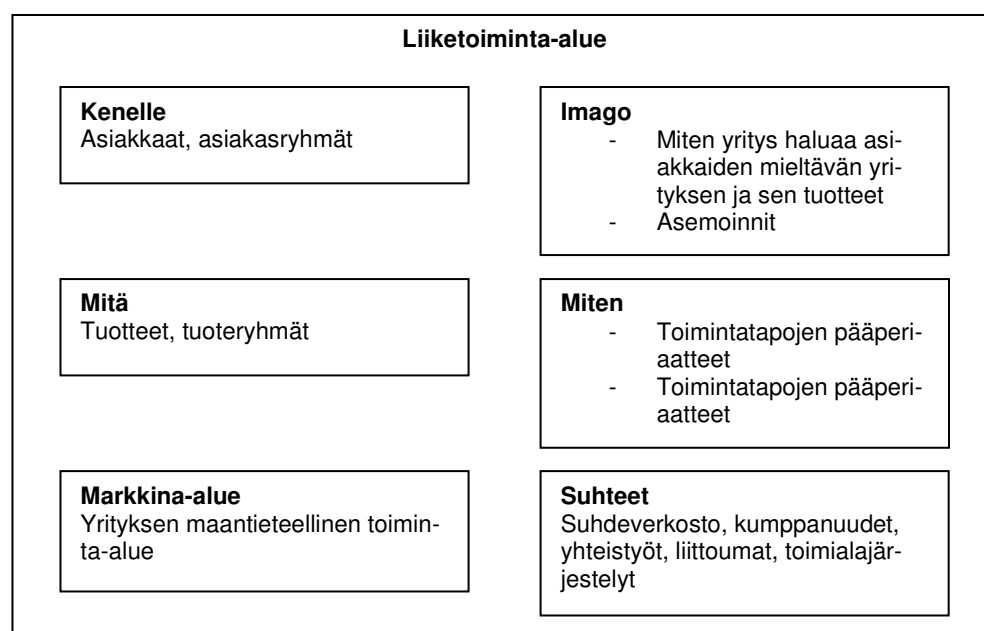 Liiketoiminta-alue
Kenelle
Asiakkaat, asiakasryhmät
Imago
- Miten yritys haluaa asi-
akkaiden mieltävän yri-
tyksen ja sen tuotteet
- Asemoinnit
Mitä
Tuotteet, tuoteryhmät
Miten
- Toimintatapojen pääperi-
aatteet
- Toimintatapojen pääperi-
aatteet
Markkina-alue
Yrityksen maantieteellinen toimin-
ta-alue
Suhteet
Suhdeverkosto, kumppanuudet,
yhteistyöt, liittoumat, toimialajär-
jestelyt